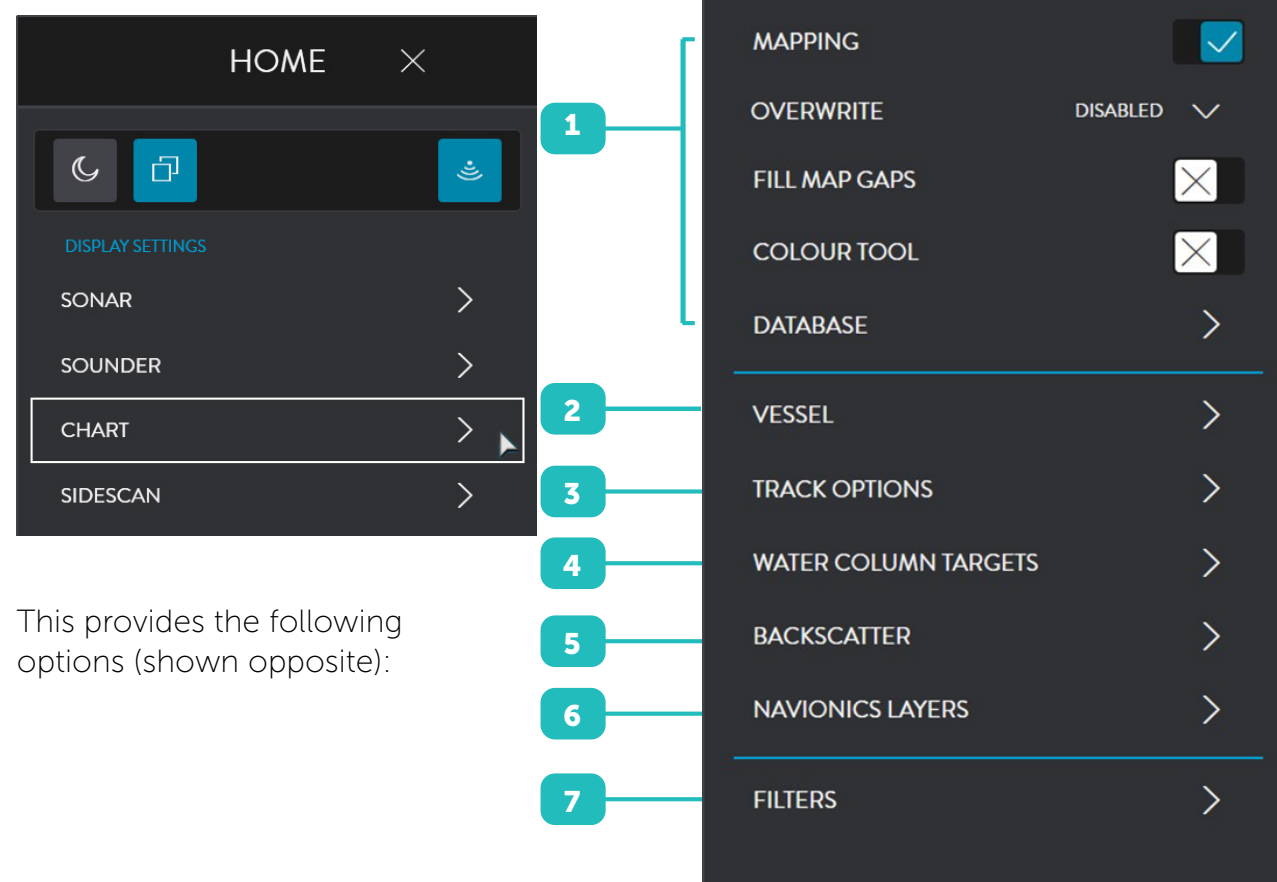 HOME
DISPLAY SETTINGS
SONAR
SOUNDER
CHART
SIDESCAN
This provides the following
options (shown opposite):
1
MAPPING
OVERWRITE DISABLED
FILL MAP GAPS
COLOUR TOOL
DATABASE
2 VESSEL
3 TRACK OPTIONS
4 WATER COLUMN TARGETS
5 BACKSCATTER
6 NAVIONICS LAYERS
7 FILTERS